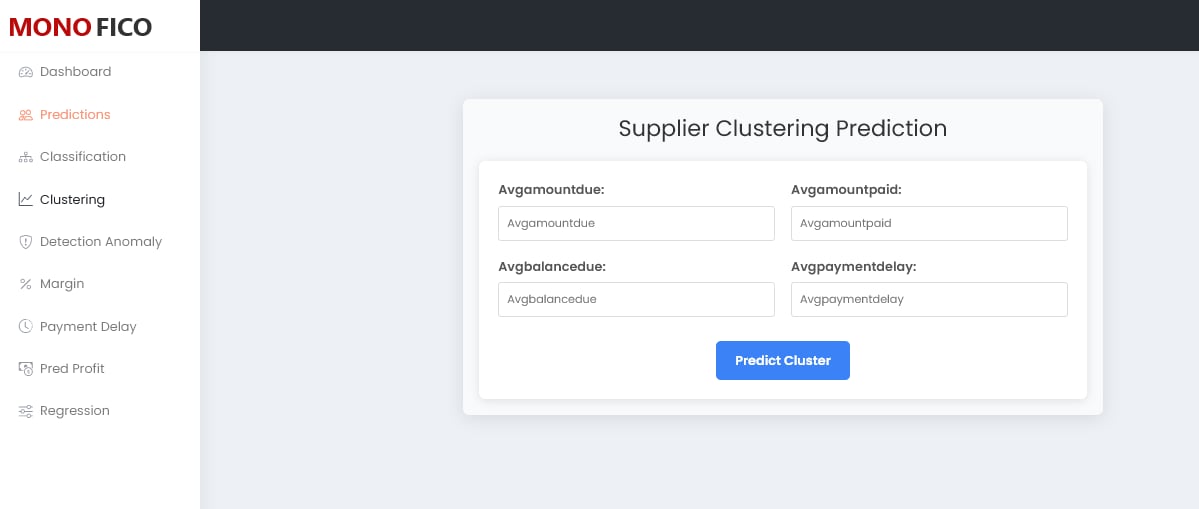 MONO FICO
Dashboard
Predictions
Classification
Clustering
Detection Anomaly
Margin
Payment Delay
Pred Profit
Regression
Supplier Clustering Prediction
Avgamountdue:
Avgamountpaid:
Avgamountdue
Avgamountpaid
Avgbalancedue:
Avgpaymentdelay:
Avgbalancedue
Avgpaymentdelay
Predict Cluster